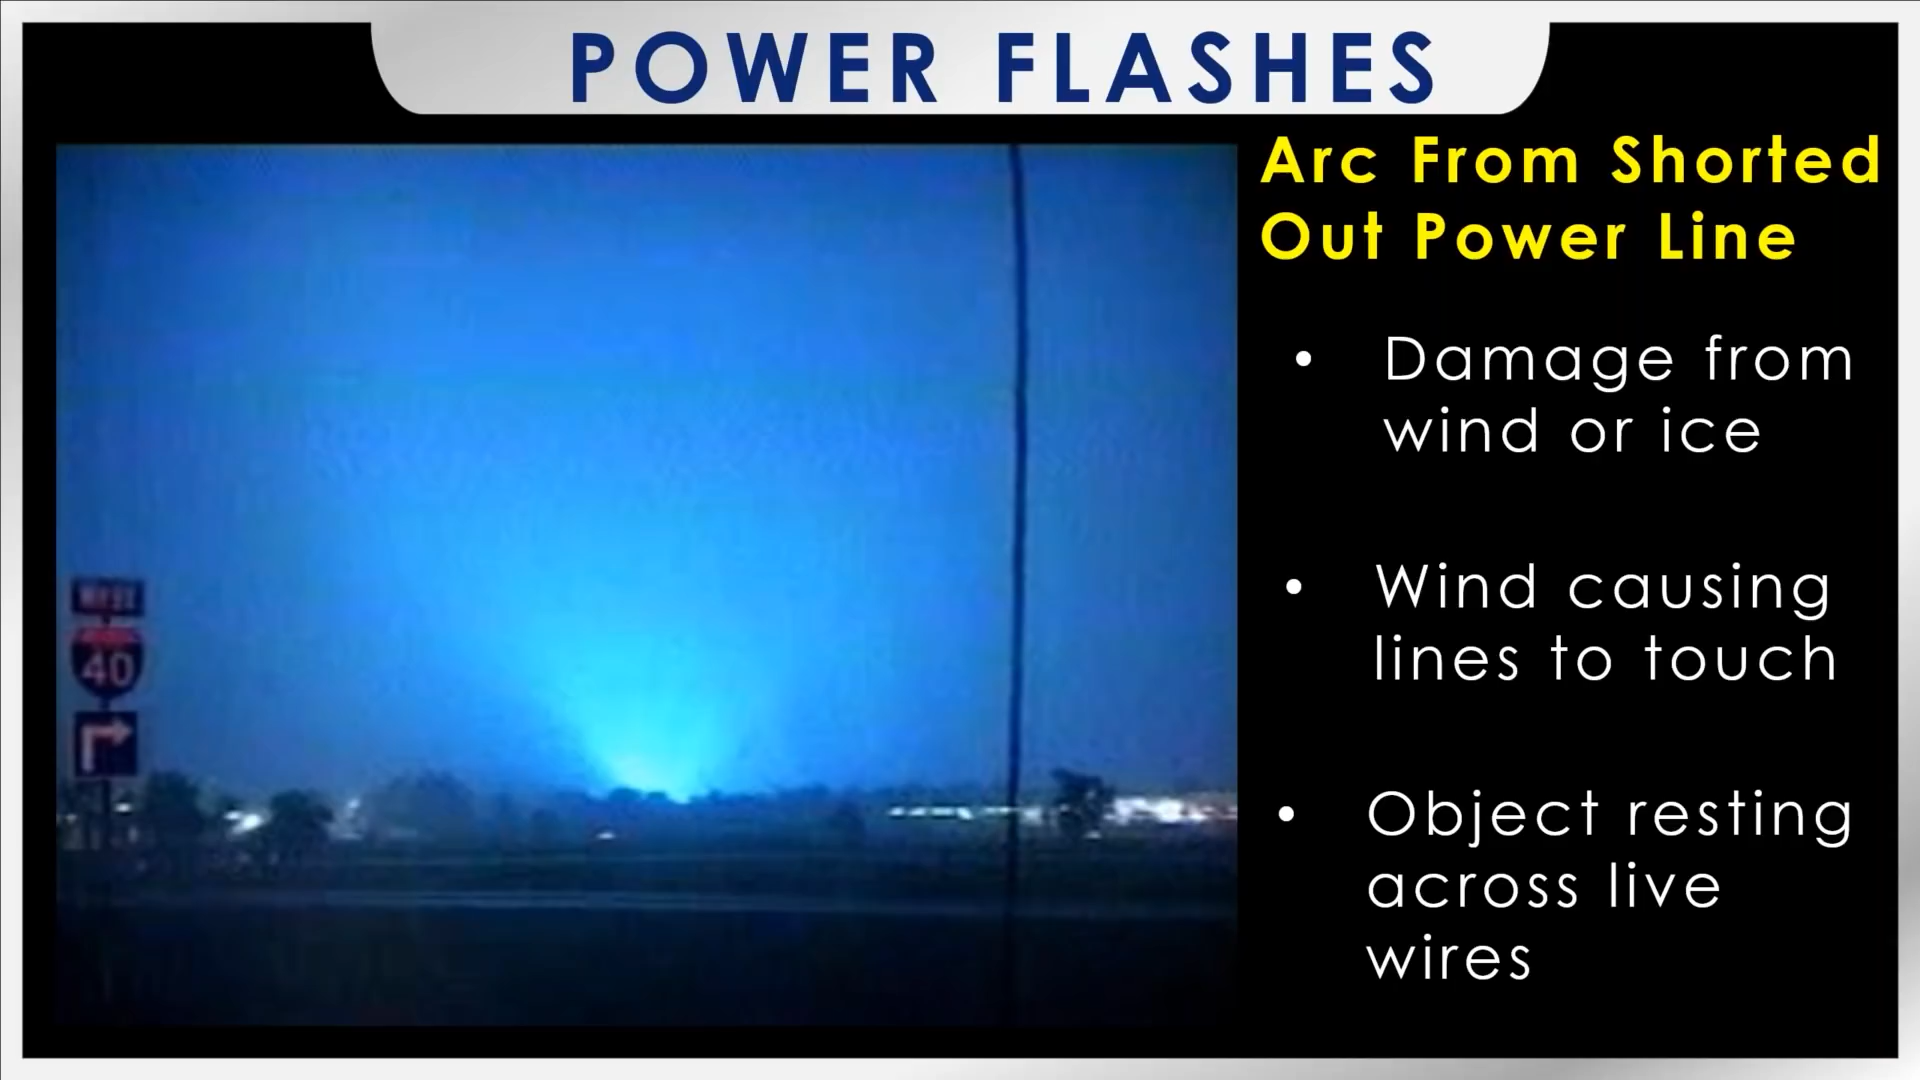 POWER FLASHES
Arc From Shorted
Out Power Line
• Damage from
wind or ice
• Wind causing
lines to touch
• Object resting
across live
wires
WEST
40